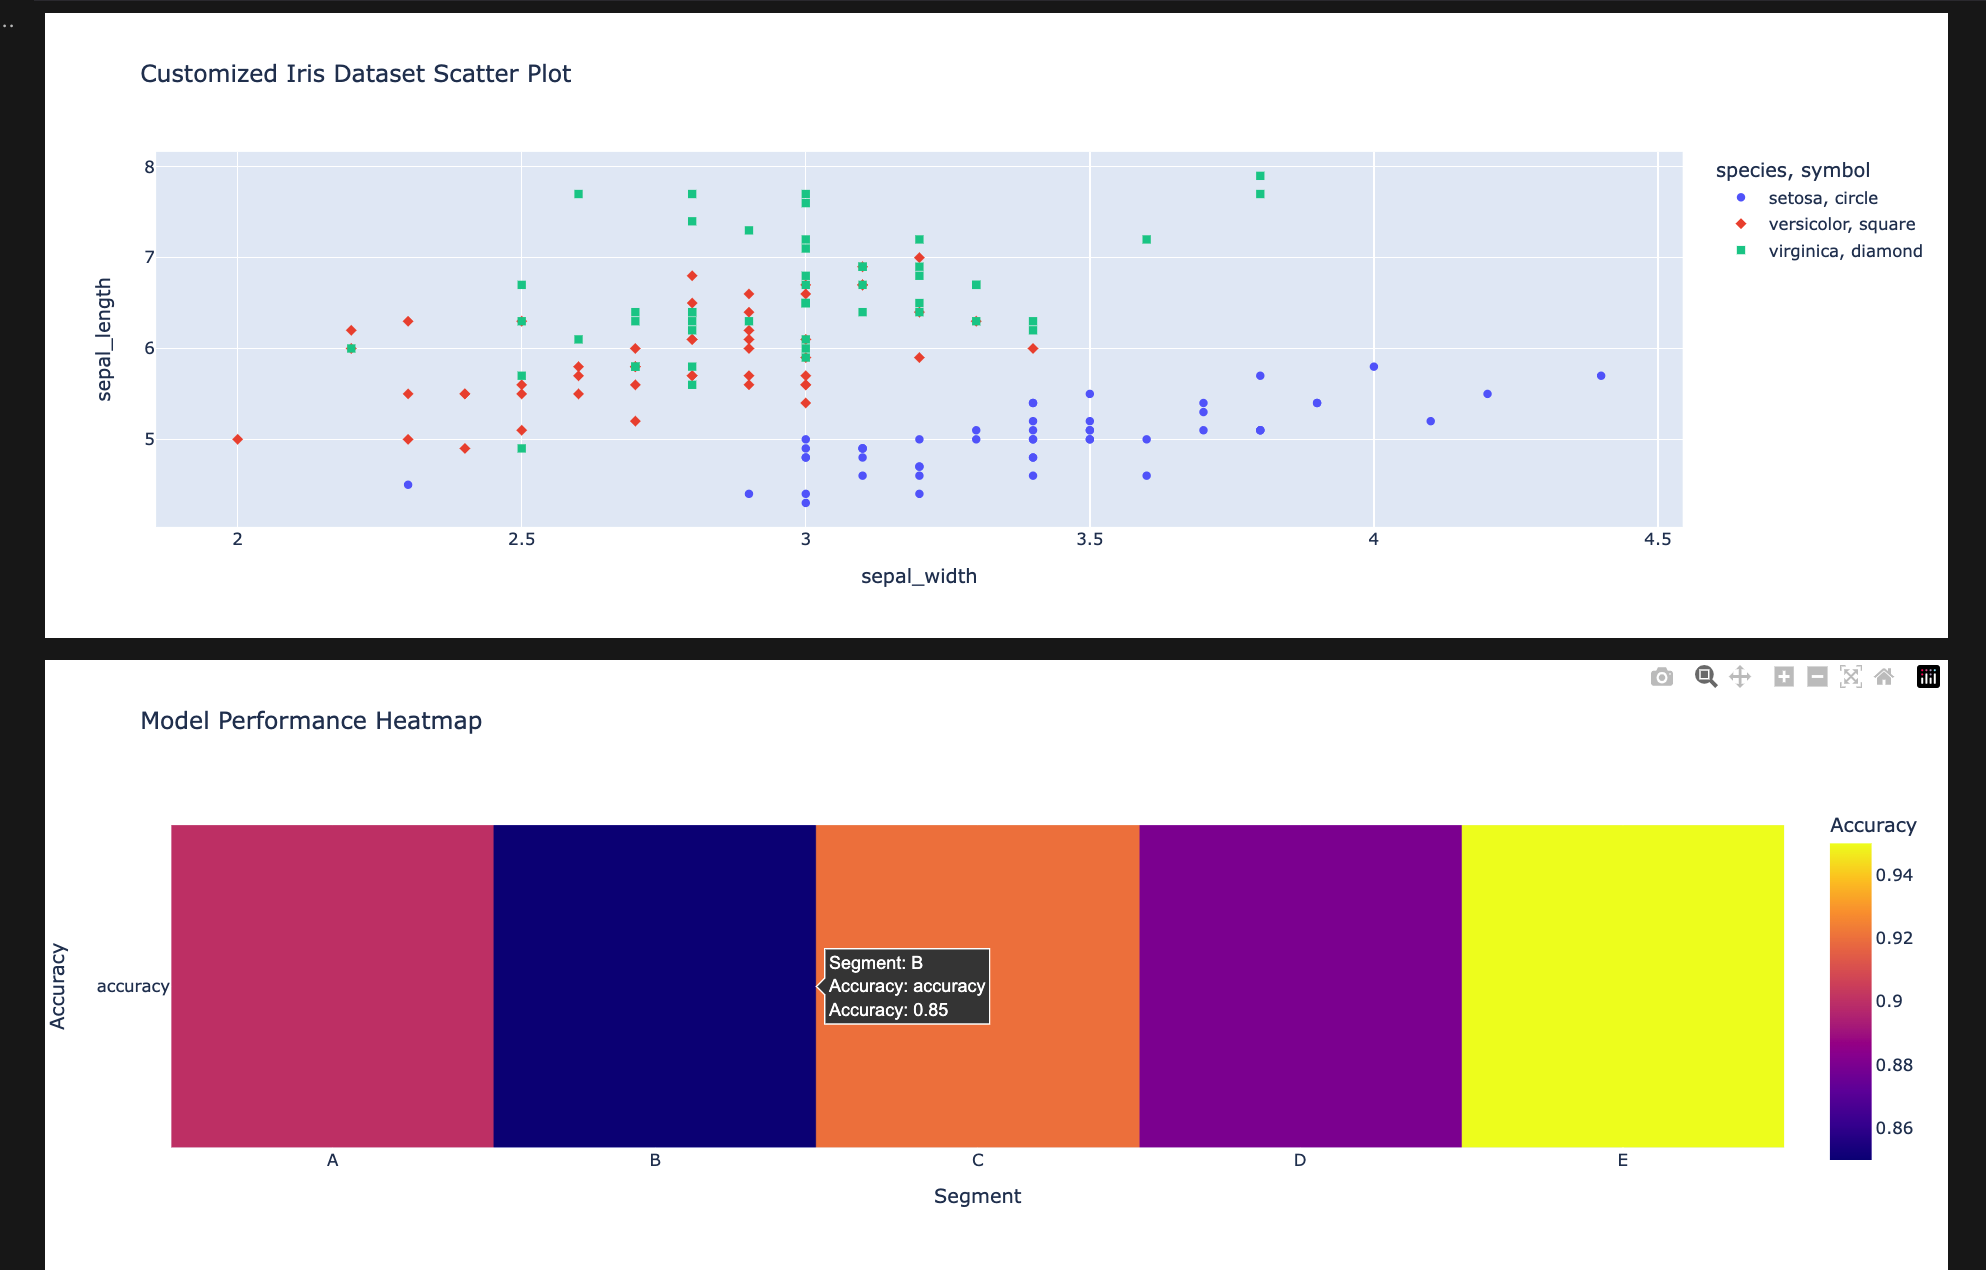 Customized Iris Dataset Scatter Plot
8
7
6
5
sepal_length
2 2.5 3 3.5 4 4.5
sepal_width
species, symbol
setosa, circle
versicolor, square
virginica, diamond
Model Performance Heatmap
Accuracy
accuracy
Segment: B
Accuracy: accuracy
Accuracy: 0.85
A B C D E
Segment
Accuracy
0.94
0.92
0.9
0.88
0.86